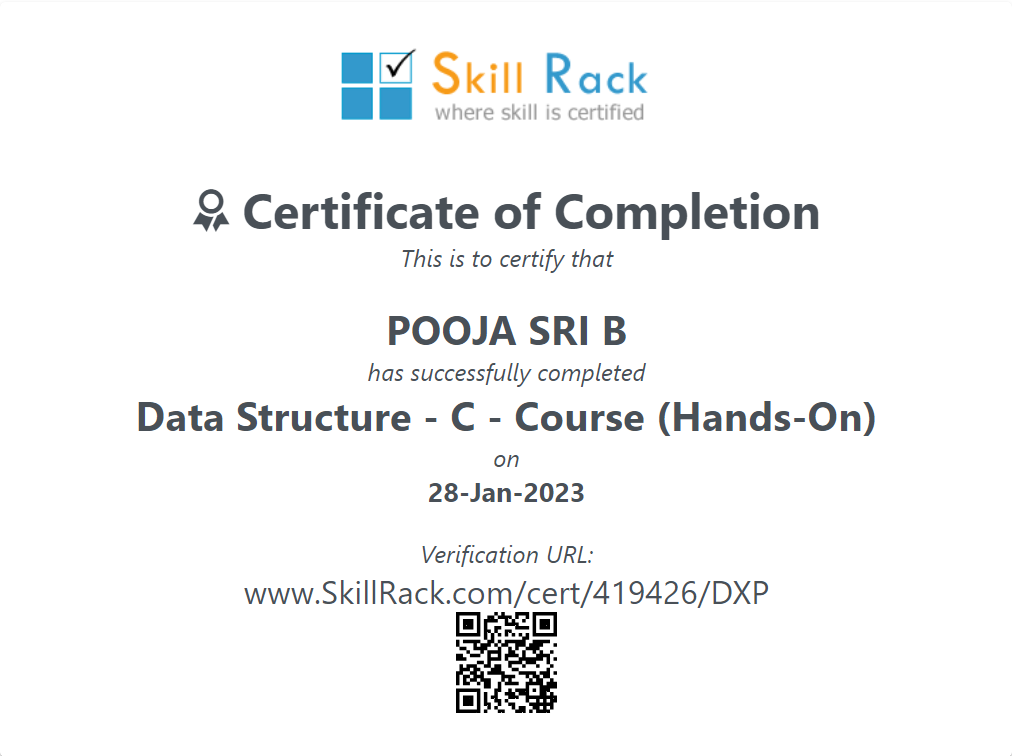 Skill Rack
where skill is certified
Certificate of Completion
This is to certify that
POOJA SRI B
has successfully completed
Data Structure - C - Course (Hands-On)
on
28-Jan-2023
Verification URL:
www.SkillRack.com/cert/419426/DXP